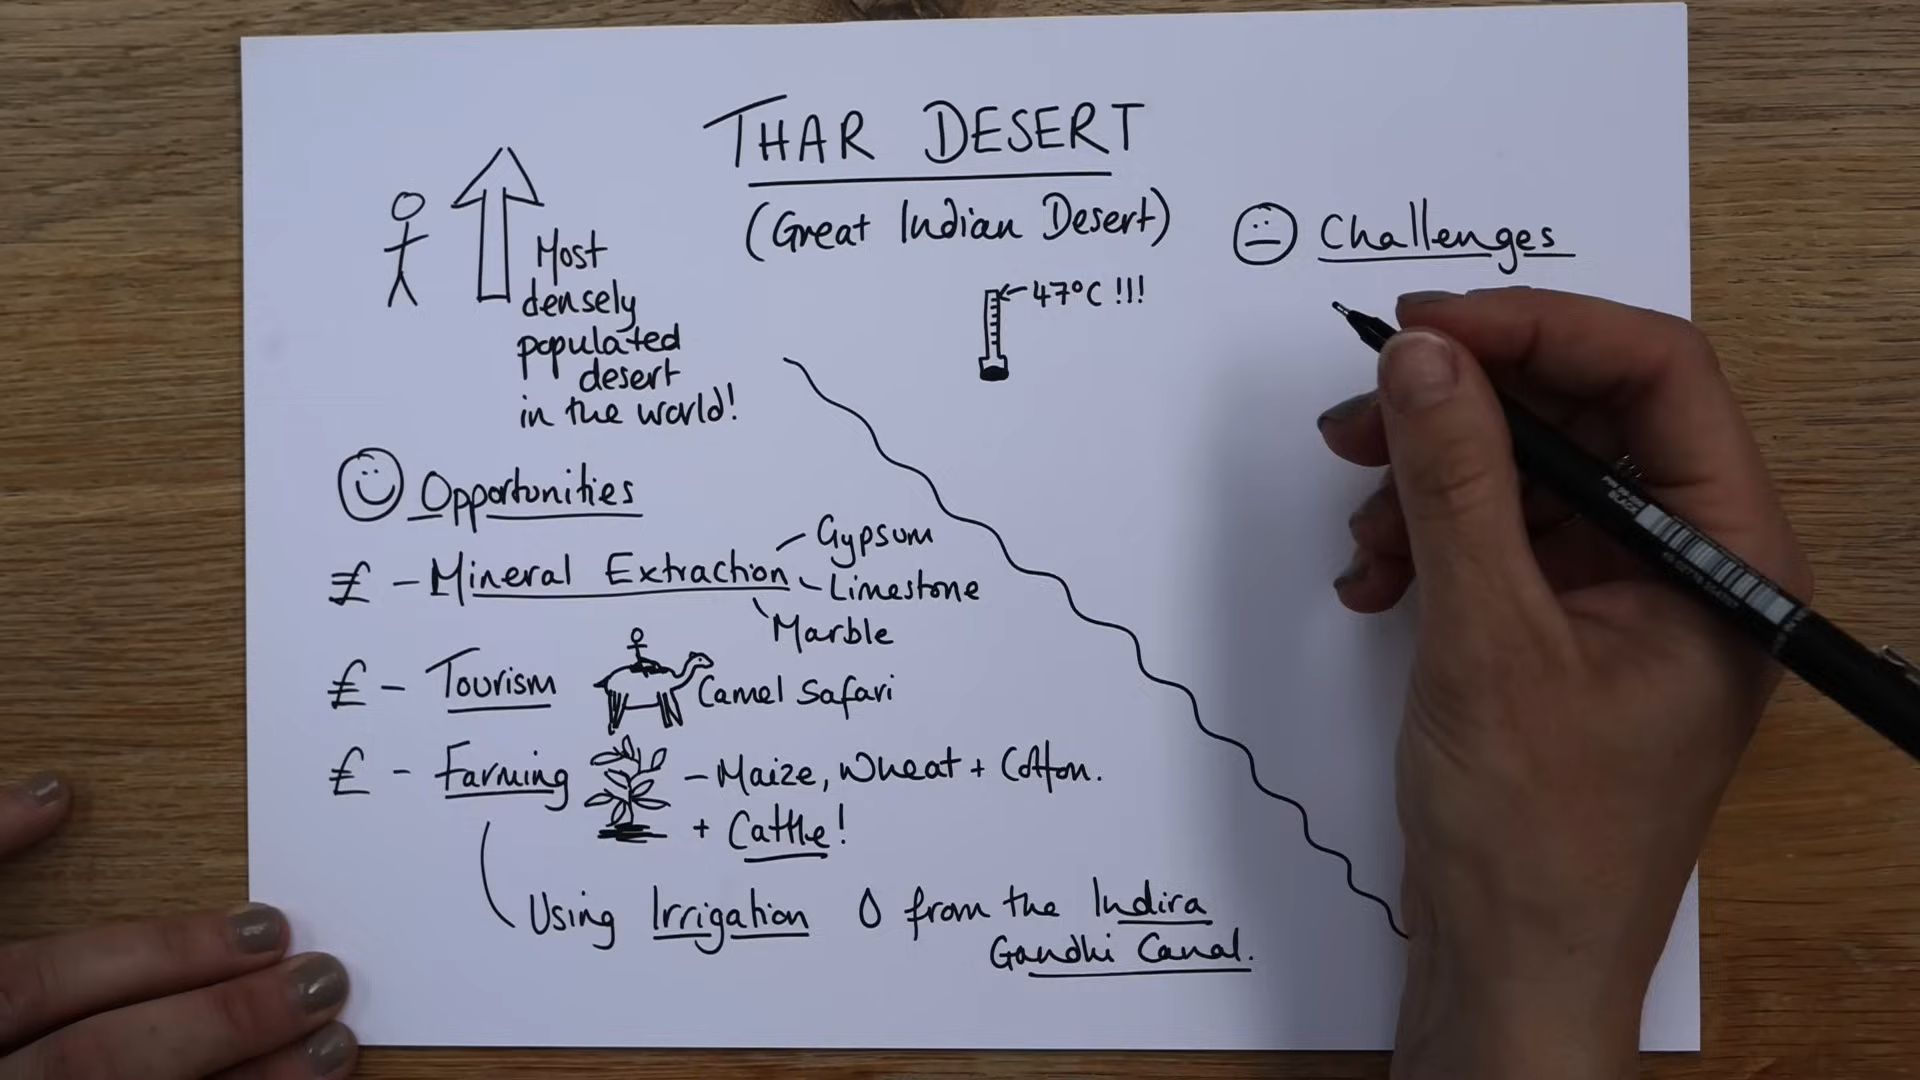 THAR DESERT
(Great Indian Desert)
Most
densely
populated
desert
in the world!
47°C !!!
Challenges
Opportunities
£ - Mineral Extraction
Gypsum
Limestone
Marble
£ - Tourism
Camel Safari
£ - Farming
- Maize, Wheat + Cotton.
+ Cattle!
Using Irrigation from the Indira
Gandhi Canal.
BLACK